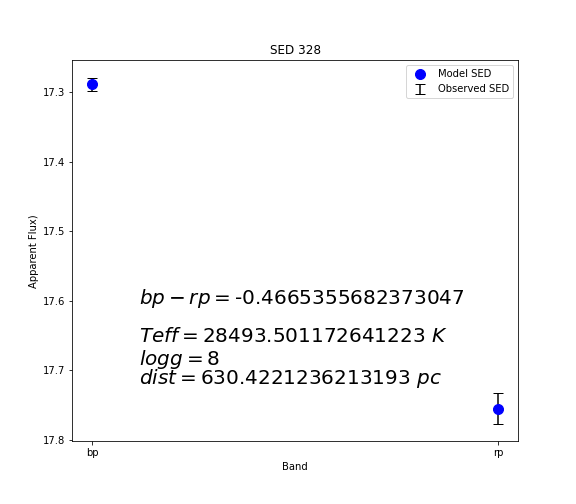 SED 328
Model SED
Observed SED
17.3
17.4
17.5
17.6
17.7
17.8
Apparent Flux)
bp − rp = -0.4665355682373047
Teff = 28493.501172641223 K
logg = 8
dist = 630.4221236213193 pc
bp
rp
Band